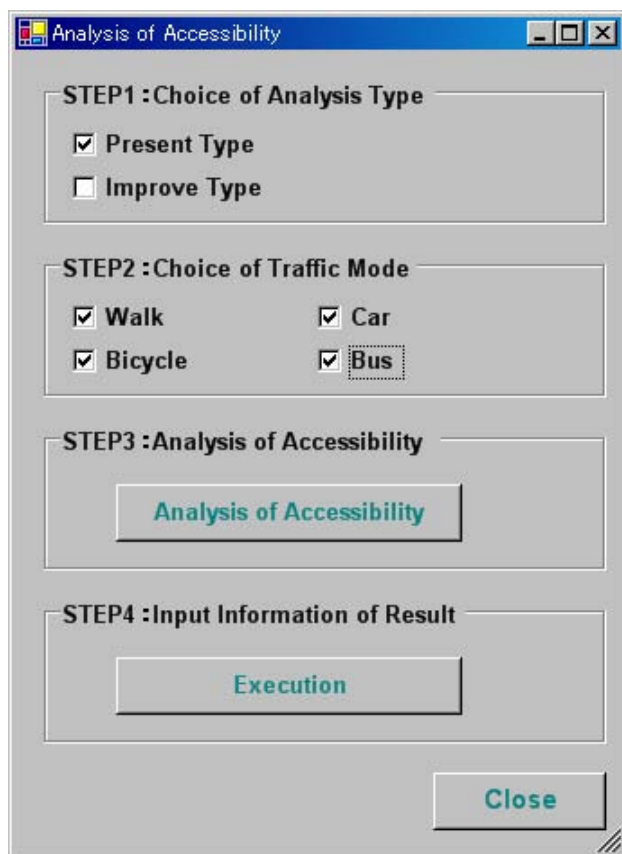 Analysis of Accessibility
STEP1：Choice of Analysis Type
Present Type
Improve Type
STEP2：Choice of Traffic Mode
Walk
Car
Bicycle
Bus
STEP3：Analysis of Accessibility
Analysis of Accessibility
STEP4：Input Information of Result
Execution
Close